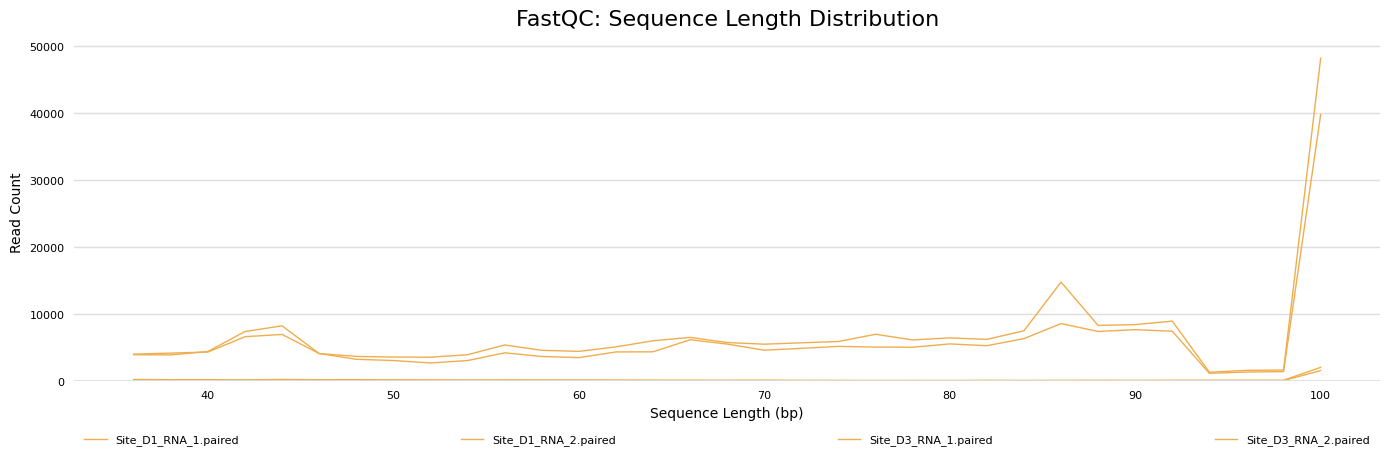 FastQC: Sequence Length Distribution
50000
40000
30000
20000
10000
0
Read Count
40 50 60 70 80 90 100
Sequence Length (bp)
Site_D1_RNA_1.paired Site_D1_RNA_2.paired Site_D3_RNA_1.paired Site_D3_RNA_2.paired